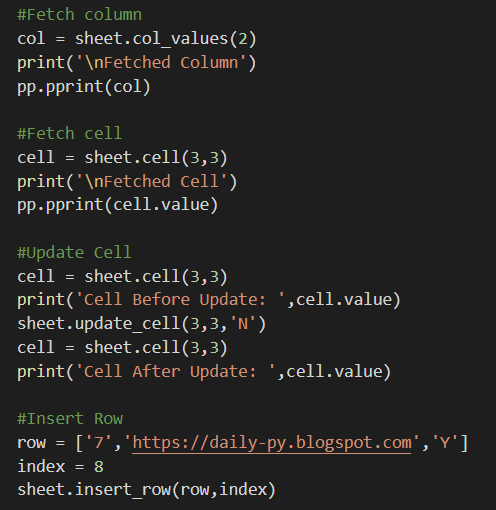 #Fetch column
col = sheet.col_values(2)
print('\nFetched Column')
pp.pprint(col)

#Fetch cell
cell = sheet.cell(3,3)
print('\nFetched Cell')
pp.pprint(cell.value)

#Update Cell
cell = sheet.cell(3,3)
print('Cell Before Update: ',cell.value)
sheet.update_cell(3,3,'N')
cell = sheet.cell(3,3)
print('Cell After Update: ',cell.value)

#Insert Row
row = ['7','https://daily-py.blogspot.com','Y']
index = 8
sheet.insert_row(row,index)